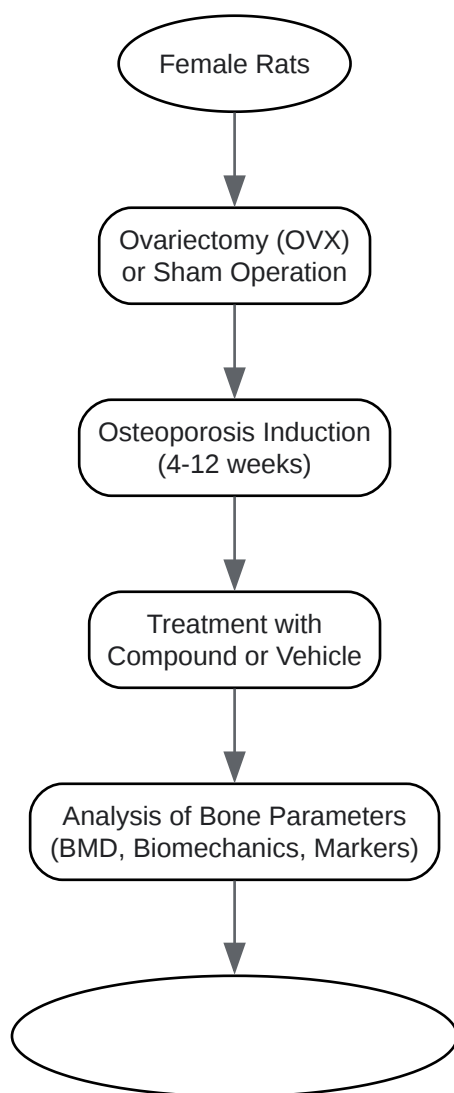 Female Rats
Ovariectomy (OVX)
or Sham Operation
Osteoporosis Induction
(4-12 weeks)
Treatment with
Compound or Vehicle
Analysis of Bone Parameters
(BMD, Biomechanics, Markers)